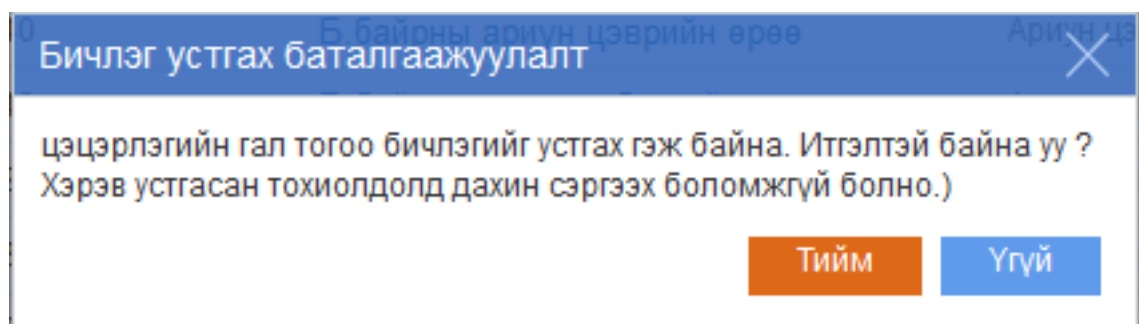 Б.байрны ариун цэврийн өрөө
Бичлэг устгах баталгаажуулалт
цэцэрлэгийн гал тогоо бичлэгийг устгах гэж байна. Итгэлтэй байна уу ?
Хэрэв устгасан тохиолдолд дахин сэргээх боломжгүй болно.)
Тийм Үгүй